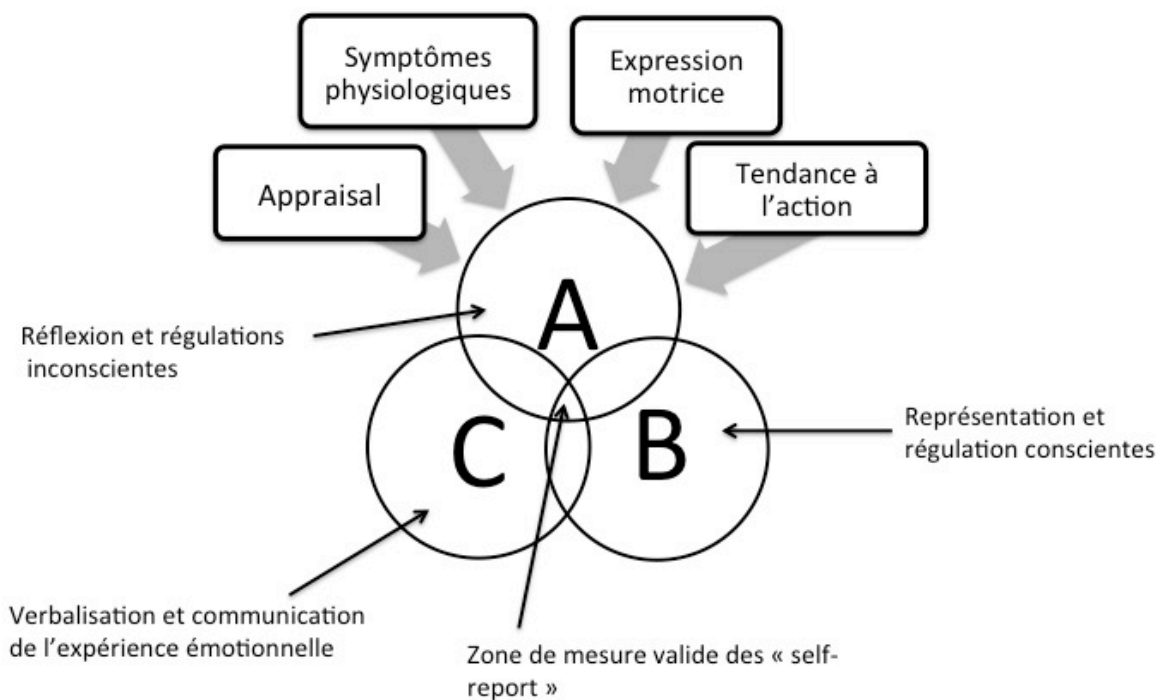 Symptômes
physiologiques
Expression
motrice
Appraisal
Tendance à
l’action
A
Réflexion et régulations
inconscientes
C
B
Représentation et
régulation conscientes
Verbalisation et communication
de l’expérience émotionnelle
Zone de mesure valide des « self-
report »